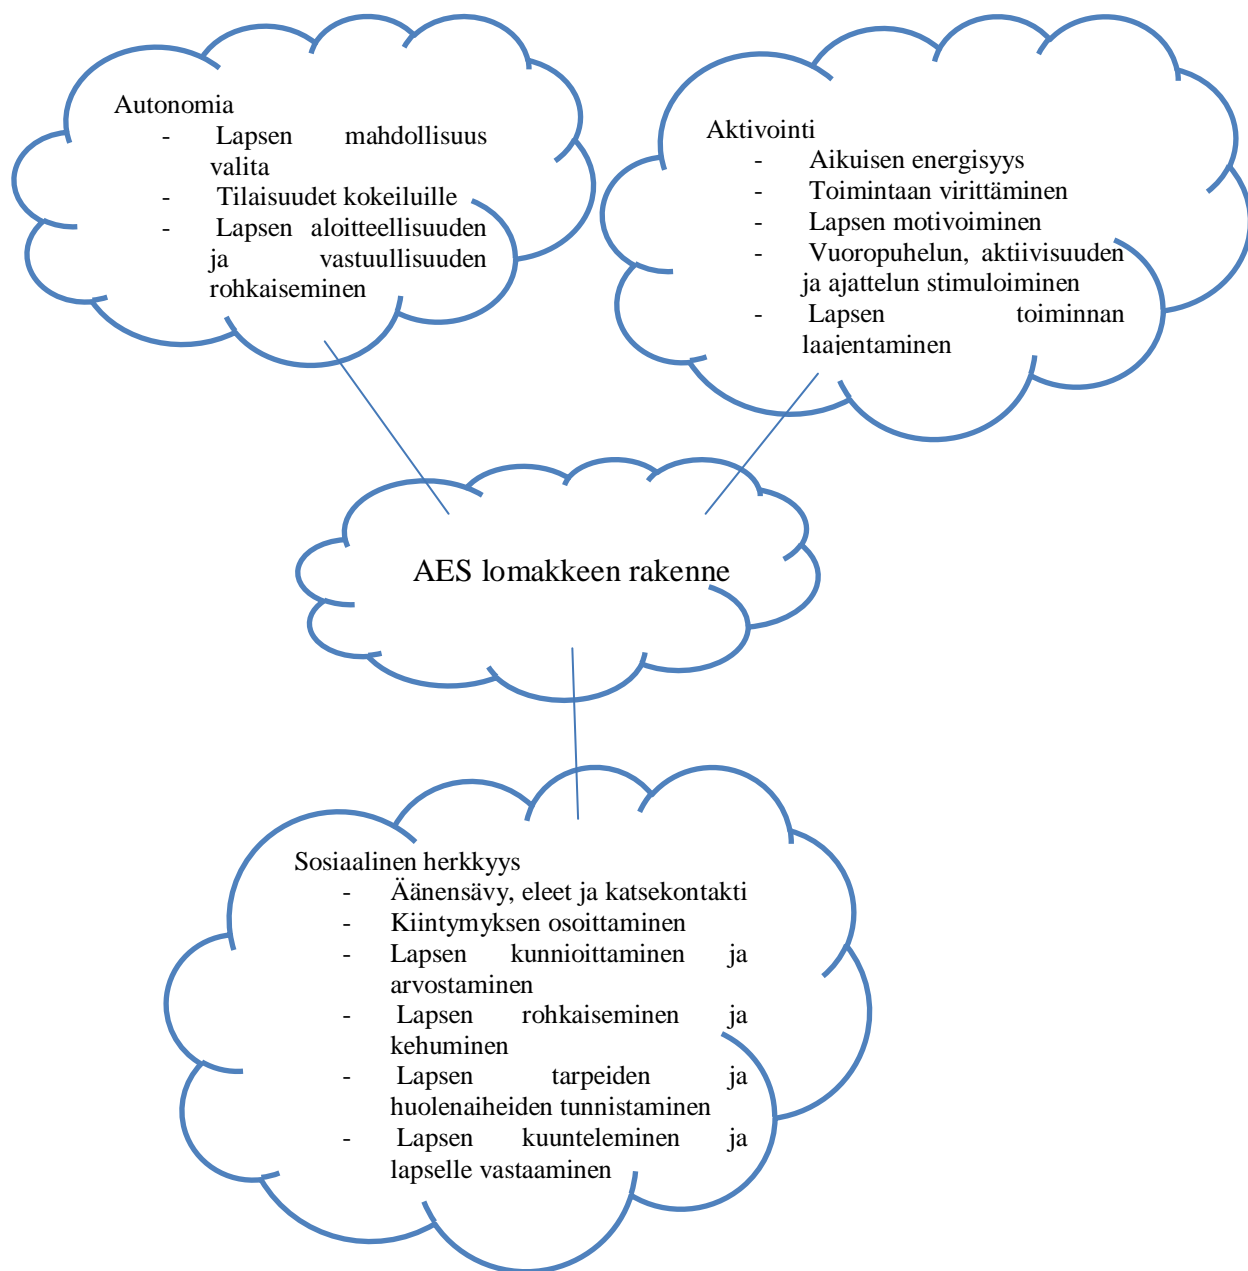 Autonomia
- Lapsen mahdollisuus
valita
- Tilaisuudet kokeiluille
- Lapsen aloitteellisuuden
ja vastuullisuuden
rohkaiseminen
Aktivointi
- Aikuisen energisyys
- Toimintaan virittäminen
- Lapsen motivoiminen
- Vuoropuhelun, aktiivisuuden
ja ajattelun stimuloiminen
- Lapsen toiminnan
laajentaminen
AES lomakkeen rakenne
Sosiaalinen herkkyys
- Äänensävy, eleet ja katsekontakti
- Kiintymyksen osoittaminen
- Lapsen kunnioittaminen ja
arvostaminen
- Lapsen rohkaiseminen ja
kehuminen
- Lapsen tarpeiden ja
huolenaiheiden tunnistaminen
- Lapsen kuunteleminen ja
lapselle vastaaminen